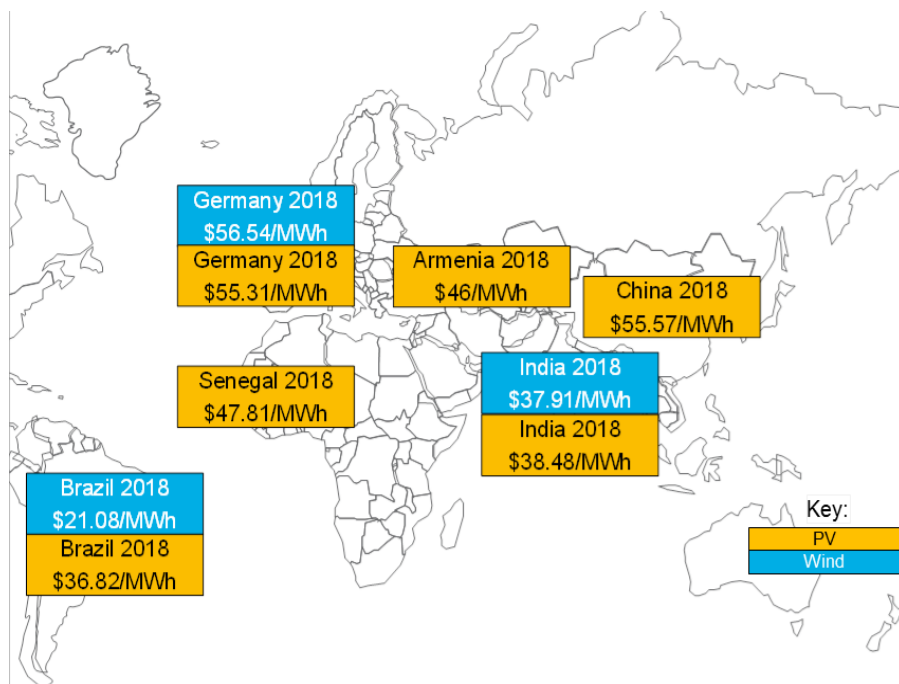 Germany 2018
$56.54/MWh
Germany 2018
$55.31/MWh
Armenia 2018
$46/MWh
China 2018
$55.57/MWh
Senegal 2018
$47.81/MWh
India 2018
$37.91/MWh
India 2018
$38.48/MWh
Brazil 2018
$21.08/MWh
Brazil 2018
$36.82/MWh
Key:
PV
Wind